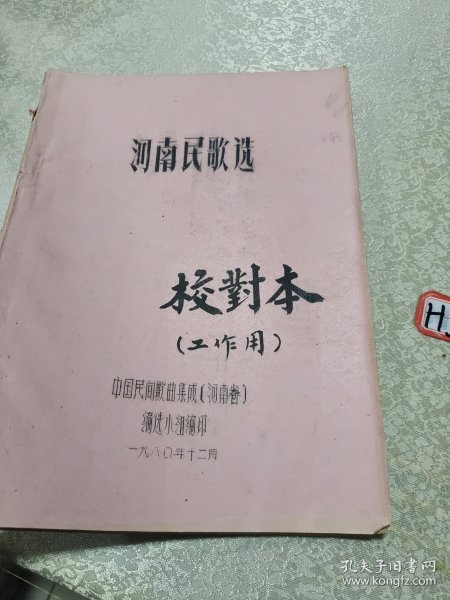 河南民歌选
校對本
(工作用)
中国民间歌曲集成(河南卷)
编选小组编印
一九八〇年十二月
H
孔夫子旧书网
www.kongfz.com